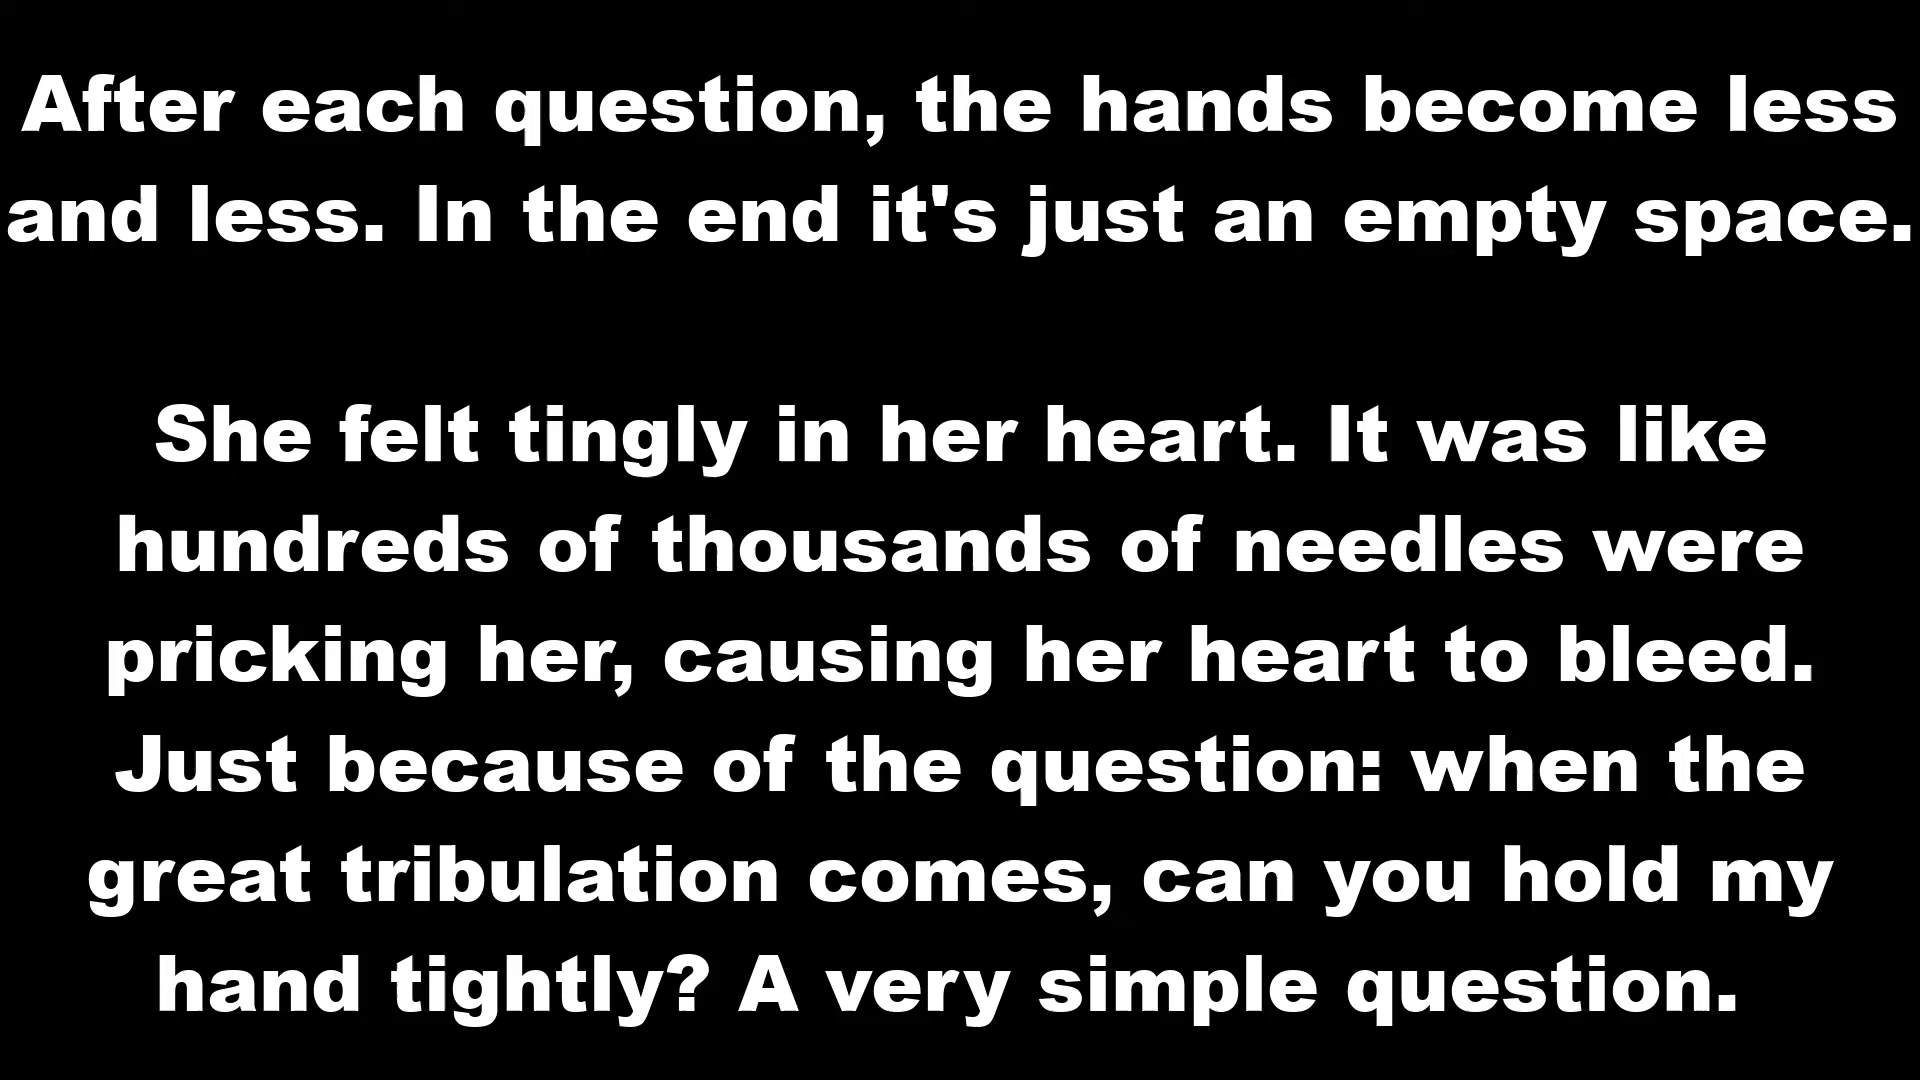 After each question, the hands become less
and less. In the end it's just an empty space.
She felt tingly in her heart. It was like
hundreds of thousands of needles were
pricking her, causing her heart to bleed.
Just because of the question: when the
great tribulation comes, can you hold my
hand tightly? A very simple question.